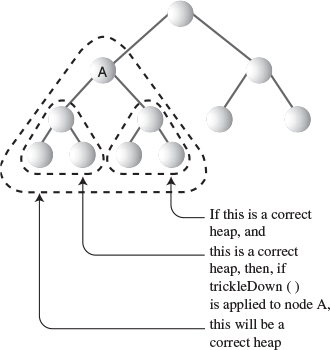 A
If this is a correct
heap, and
this is a correct
heap, then, if
trickleDown ( )
is applied to node A,
this will be a
correct heap